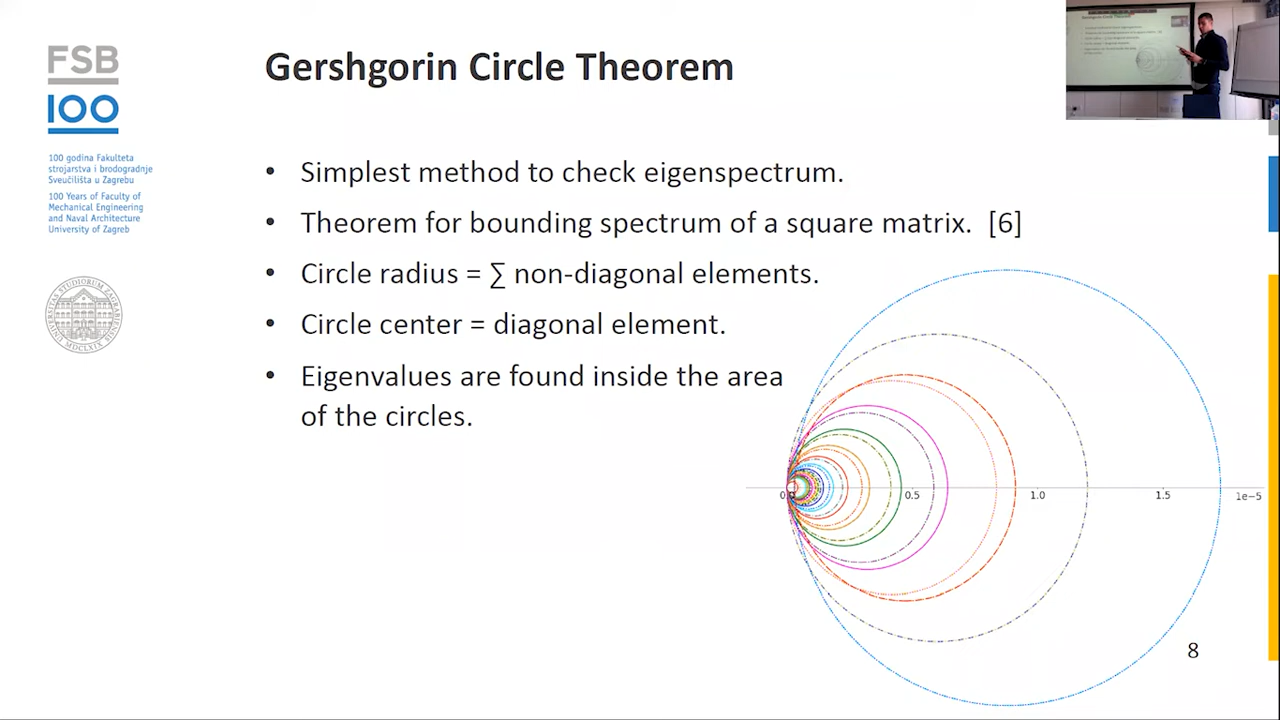 FSB
100
100 godina Fakulteta
strojarstva i brodogradnje
Sveučilišta u Zagrebu
100 Years of Faculty of
Mechanical Engineering
and Naval Architecture
University of Zagreb
Gershgorin Circle Theorem
• Simplest method to check eigenspectrum.
• Theorem for bounding spectrum of a square matrix. [6]
• Circle radius = ∑ non-diagonal elements.
• Circle center = diagonal element.
• Eigenvalues are found inside the area
of the circles.
0.5 1.0 1.5 1e-5
8
Gershgorin Circle Theorem